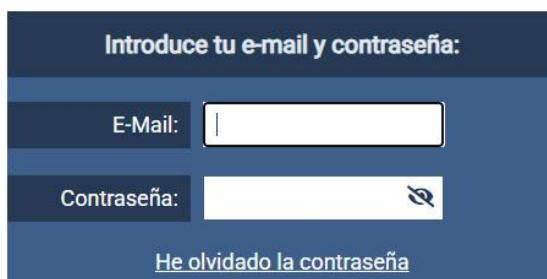 Introduce tu e-mail y contraseña:
E-Mail:
Contraseña:
He olvidado la contraseña